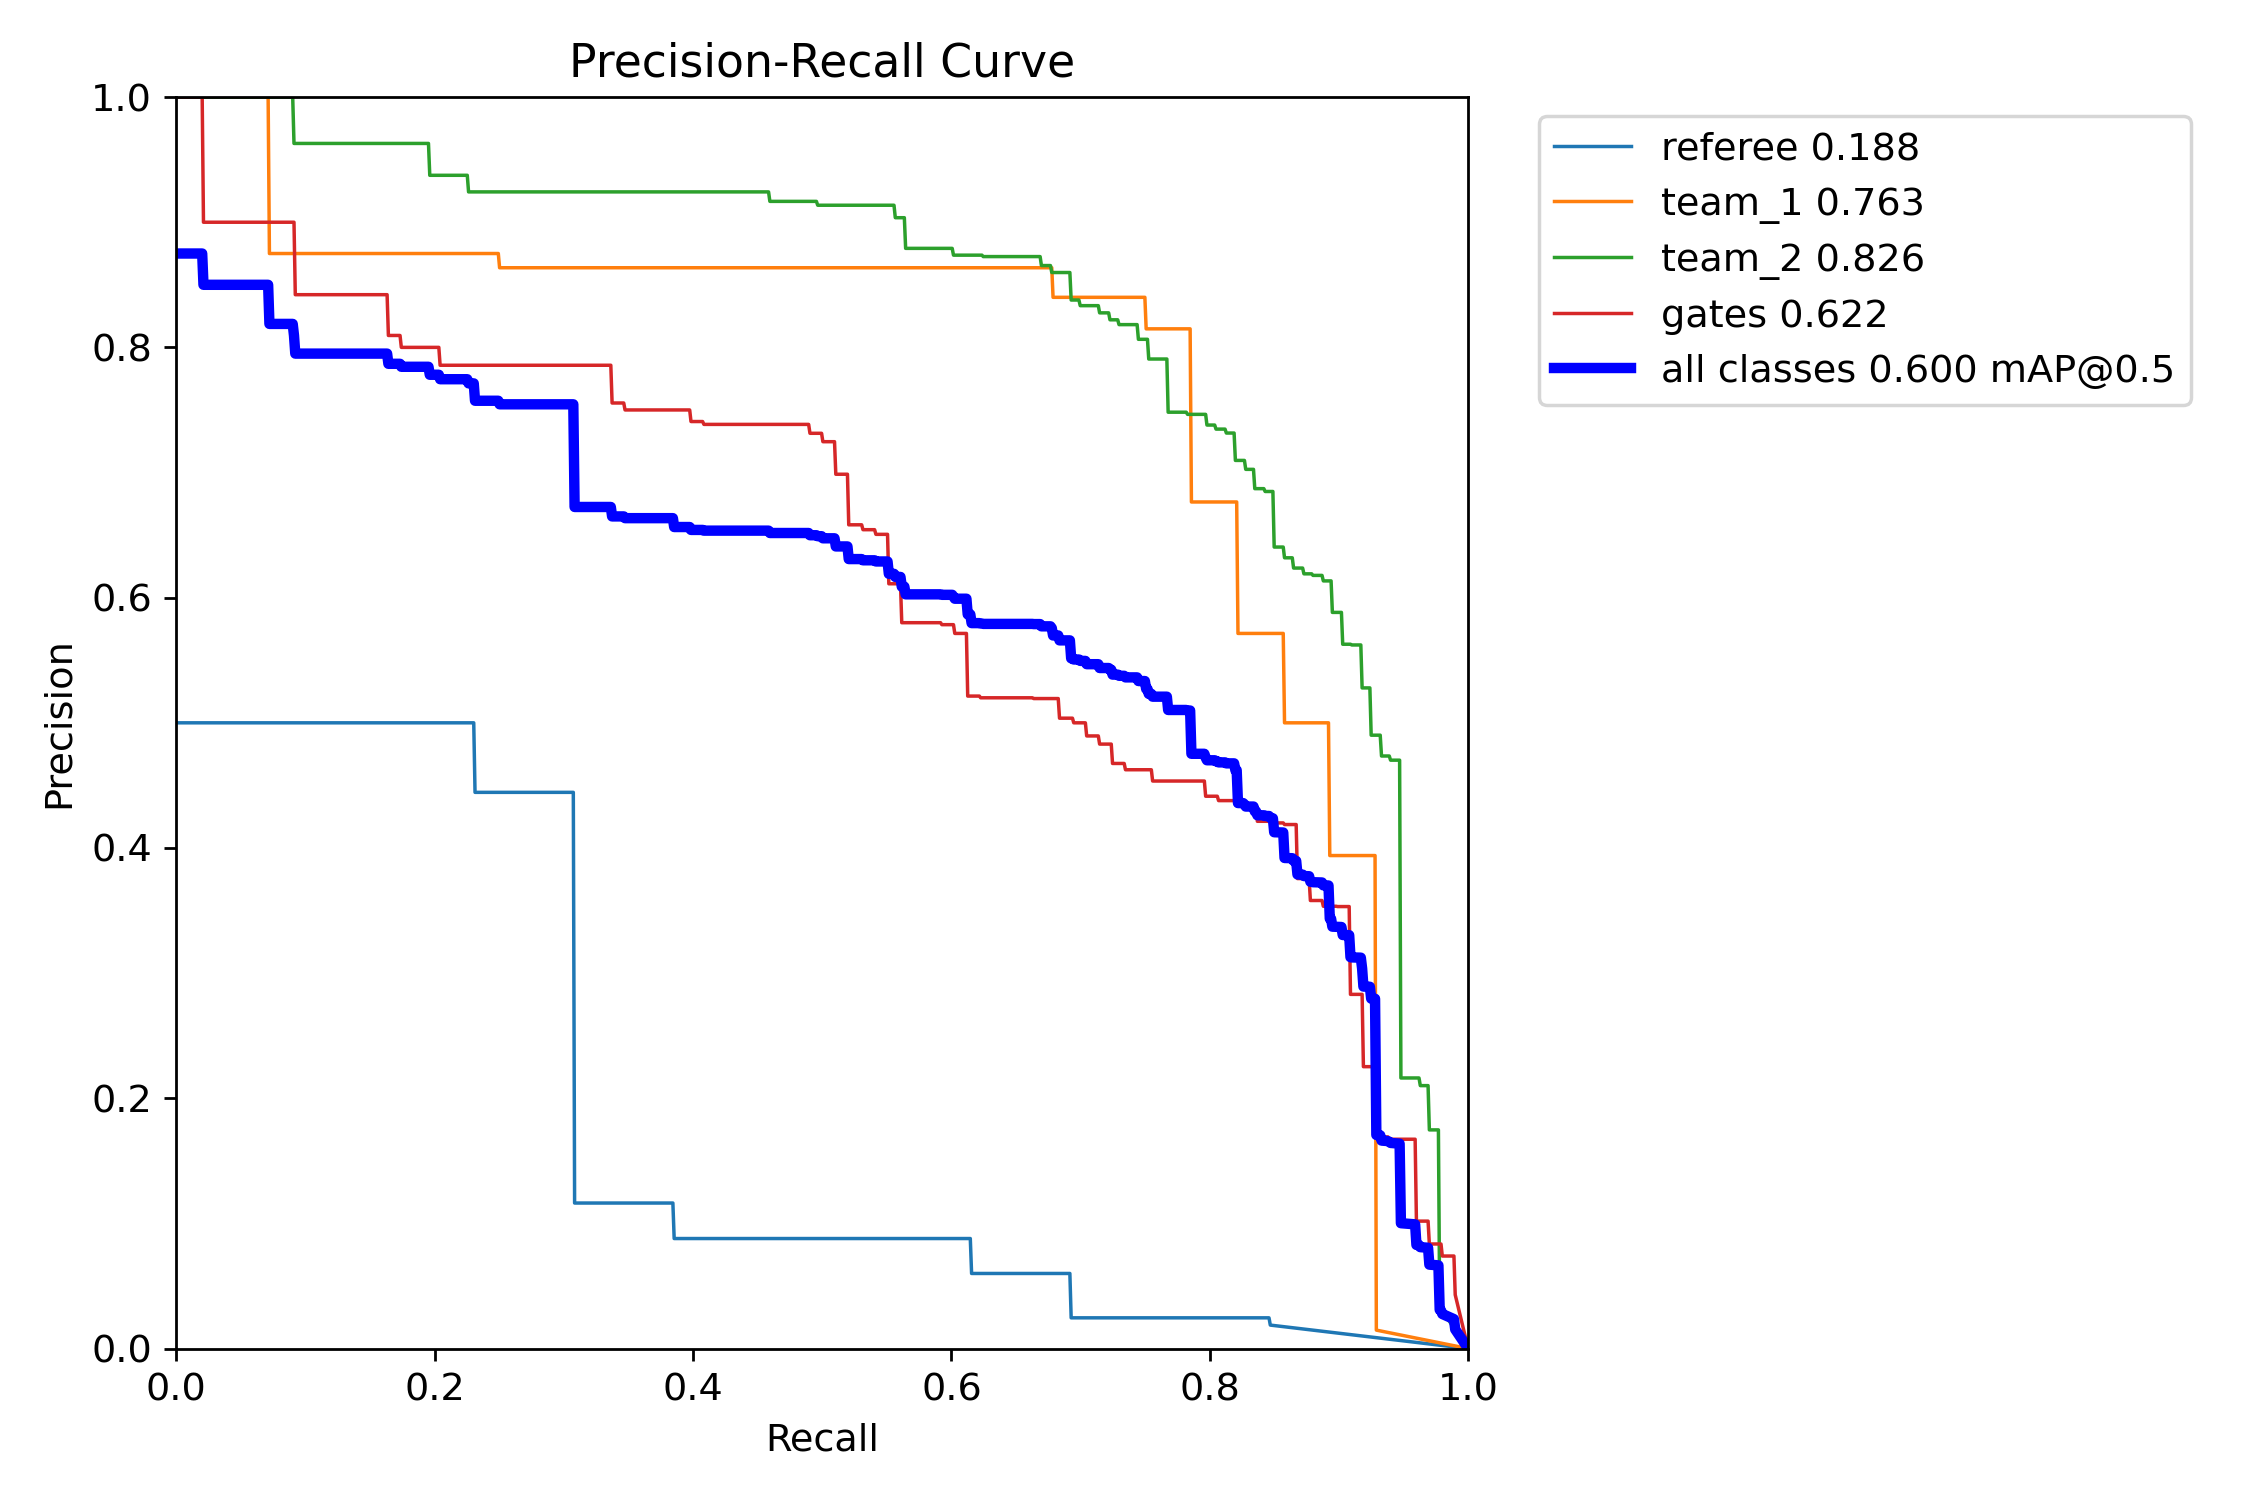 Precision-Recall Curve
1.0
0.8
0.6
0.4
0.2
0.0
Precision
0.0 0.2 0.4 0.6 0.8 1.0
Recall
referee 0.188
team_1 0.763
team_2 0.826
gates 0.622
all classes 0.600 mAP@0.5